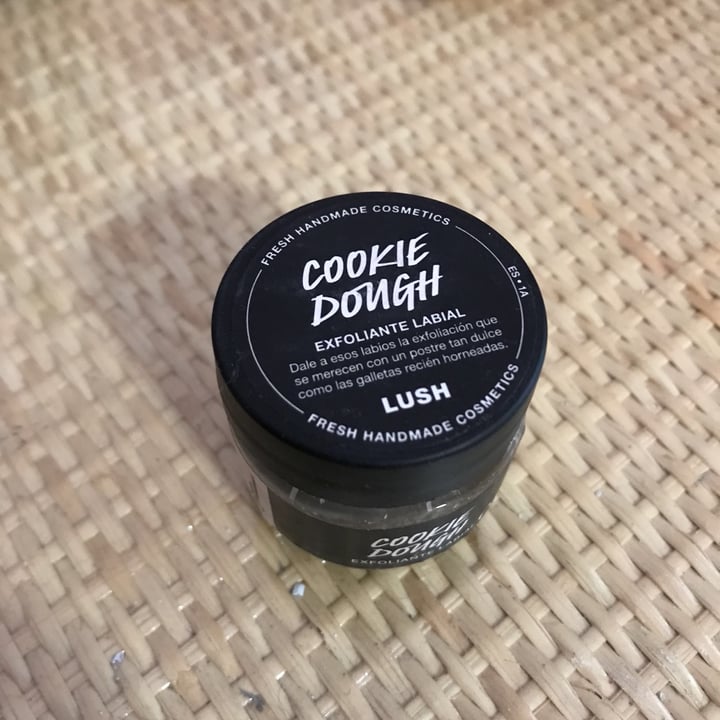 FRESH HANDMADE COSMETICS
ES • 1A
COOKIE
DOUGH
EXFOLIANTE LABIAL
Dale a esos labios la exfoliación que
se merecen con un postre tan dulce
como las galletas recién horneadas.
LUSH
FRESH HANDMADE COSMETICS
COOKIE
DOUGH
EXFOLIANTE